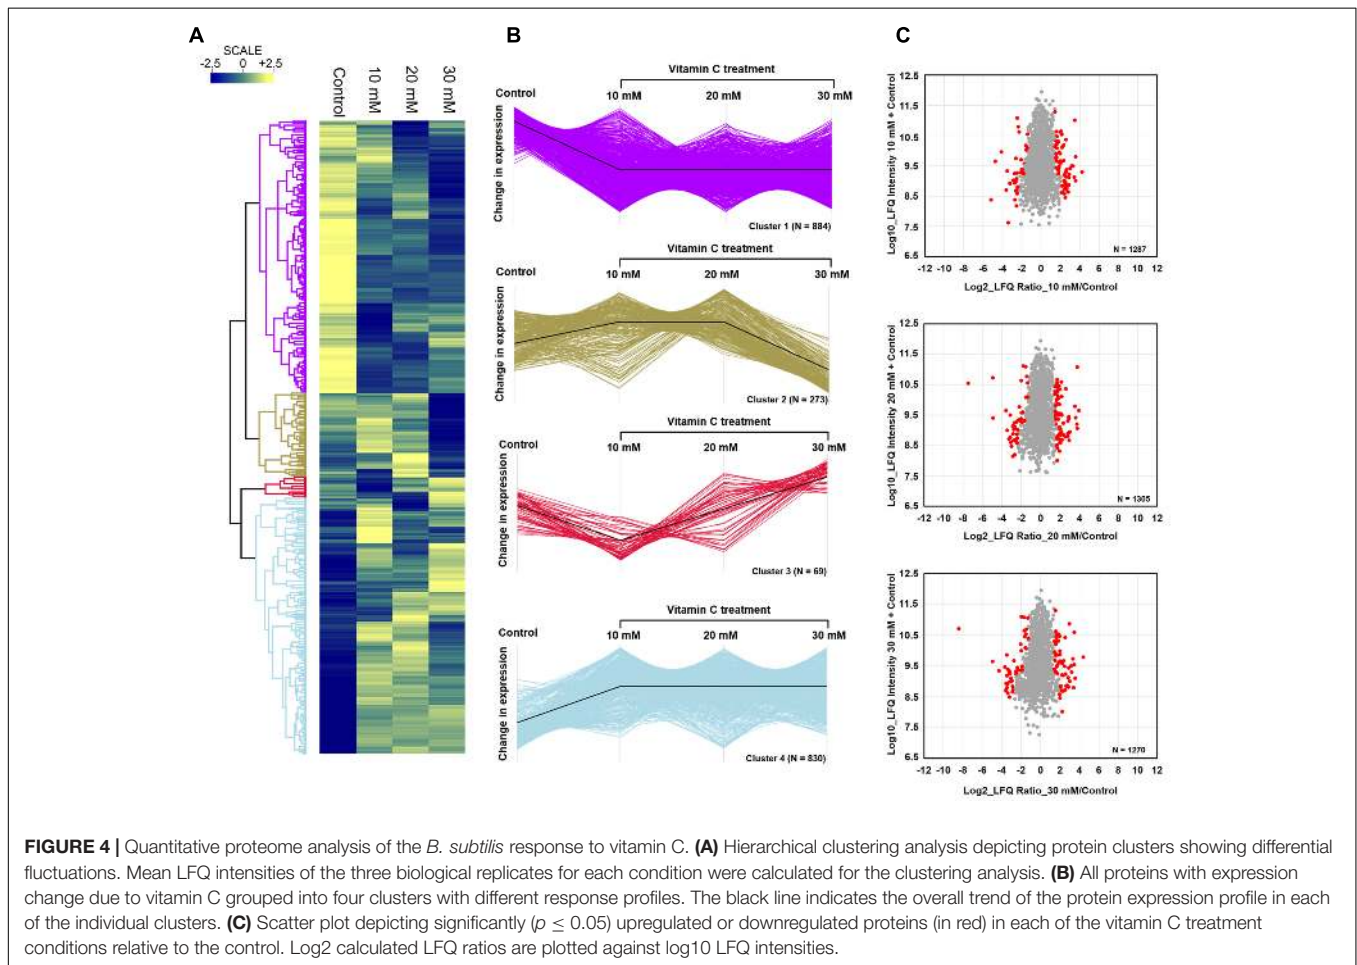 A
SCALE
-2.5 0 +2.5
Control
10 mM
20 mM
30 mM
B
Vitamin C treatment
Control
10 mM 20 mM 30 mM
Change in expression
Cluster 1 (N = 884)
Vitamin C treatment
Control
10 mM 20 mM 30 mM
Change in expression
Cluster 2 (N = 273)
Vitamin C treatment
Control
10 mM 20 mM 30 mM
Change in expression
Cluster 3 (N = 69)
Vitamin C treatment
Control
10 mM 20 mM 30 mM
Change in expression
Cluster 4 (N = 830)
C
Log10_LFQ Intensity 10 mM + Control
12.5
11.5
10.5
9.5
8.5
7.5
6.5
N = 1287
-12 -10 -8 -6 -4 -2 0 2 4 6 8 10 12
Log2_LFQ Ratio_10 mM/Control
Log10_LFQ Intensity 20 mM + Control
12.5
11.5
10.5
9.5
8.5
7.5
6.5
N = 1305
-12 -10 -8 -6 -4 -2 0 2 4 6 8 10 12
Log2_LFQ Ratio_20 mM/Control
Log10_LFQ Intensity 30 mM + Control
12.5
11.5
10.5
9.5
8.5
7.5
6.5
N = 1270
-12 -10 -8 -6 -4 -2 0 2 4 6 8 10 12
Log2_LFQ Ratio_30 mM/Control
FIGURE 4 | Quantitative proteome analysis of the B. subtilis response to vitamin C. (A) Hierarchical clustering analysis depicting protein clusters showing differential
fluctuations. Mean LFQ intensities of the three biological replicates for each condition were calculated for the clustering analysis. (B) All proteins with expression
change due to vitamin C grouped into four clusters with different response profiles. The black line indicates the overall trend of the protein expression profile in each
of the individual clusters. (C) Scatter plot depicting significantly (p ≤ 0.05) upregulated or downregulated proteins (in red) in each of the vitamin C treatment
conditions relative to the control. Log2 calculated LFQ ratios are plotted against log10 LFQ intensities.